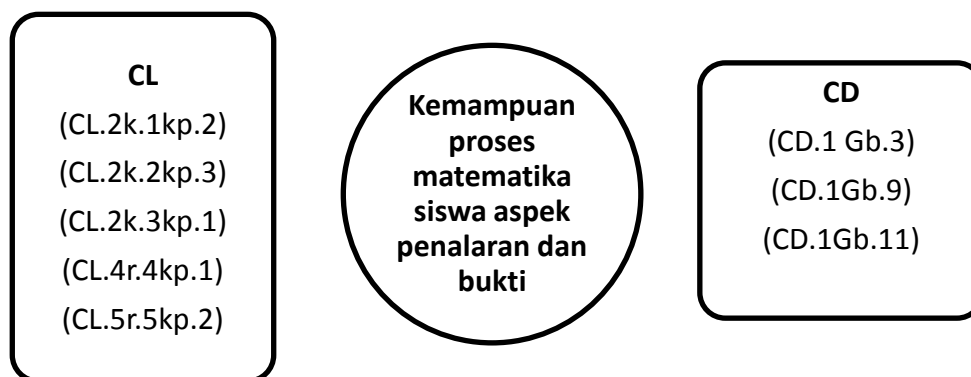 CL
(CL.2k.1kp.2)
(CL.2k.2kp.3)
(CL.2k.3kp.1)
(CL.4r.4kp.1)
(CL.5r.5kp.2)
Kemampuan
proses
matematika
siswa aspek
penalaran dan
bukti
CD
(CD.1 Gb.3)
(CD.1Gb.9)
(CD.1Gb.11)